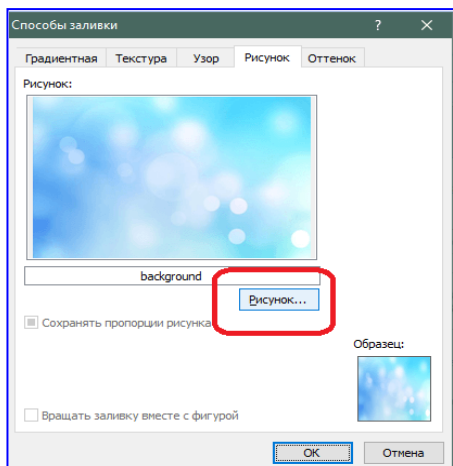 Способы заливки ? ×
Градиентная Текстура Узор Рисунок Оттенок
Рисунок:
background
Рисунок...
Сохранять пропорции рисунка
Образец:
Вращать заливку вместе с фигурой
ОК Отмена